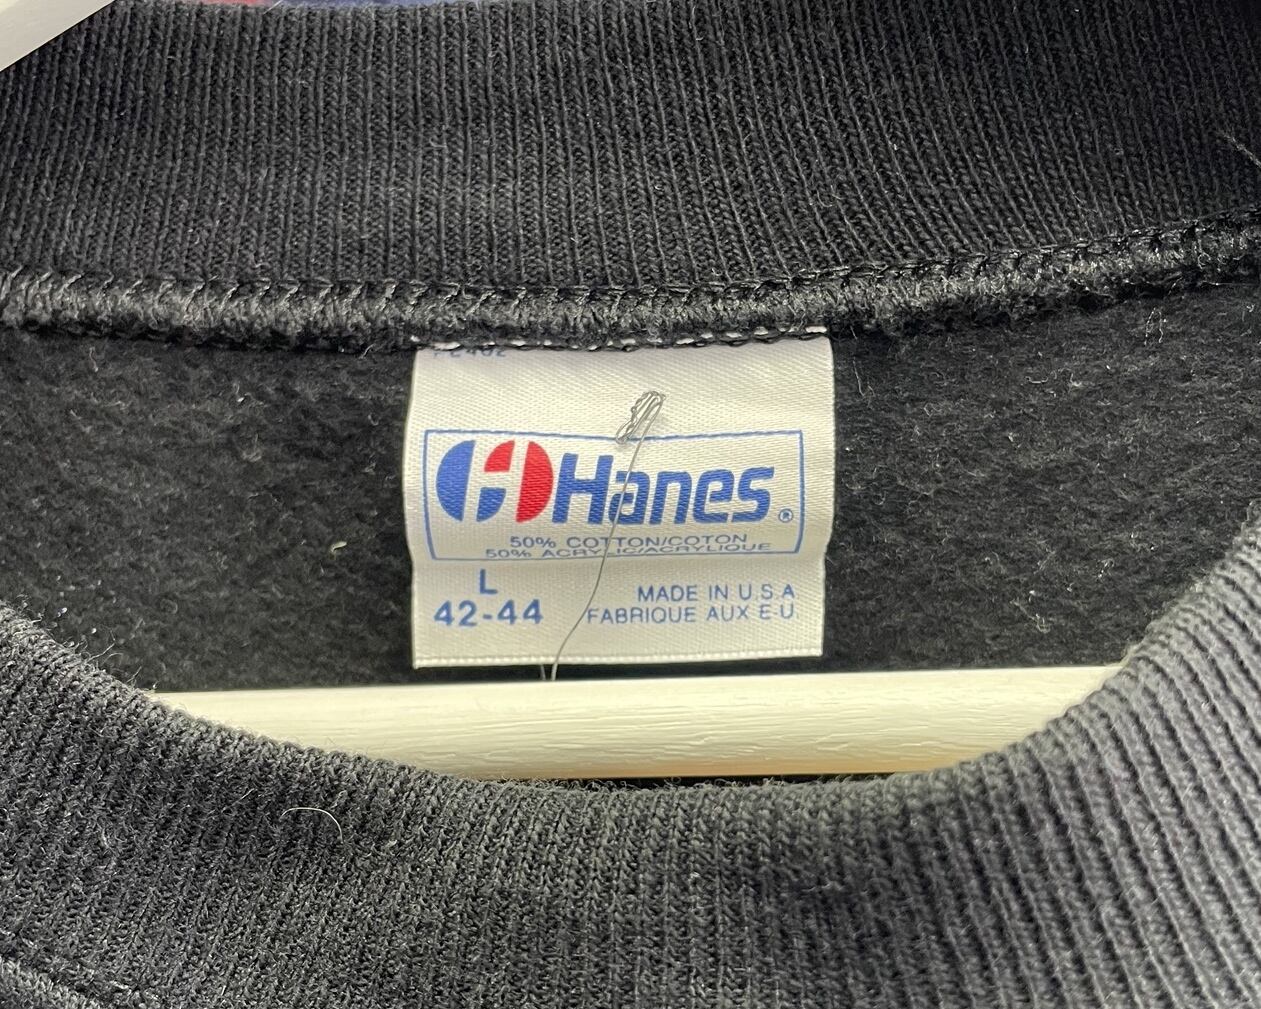 Hanes®
50% COTTON/COTON
50% ACRYLIC/ACRYLIQUE
L
42-44
MADE IN U.S.A
FABRIQUE AUX E.U.